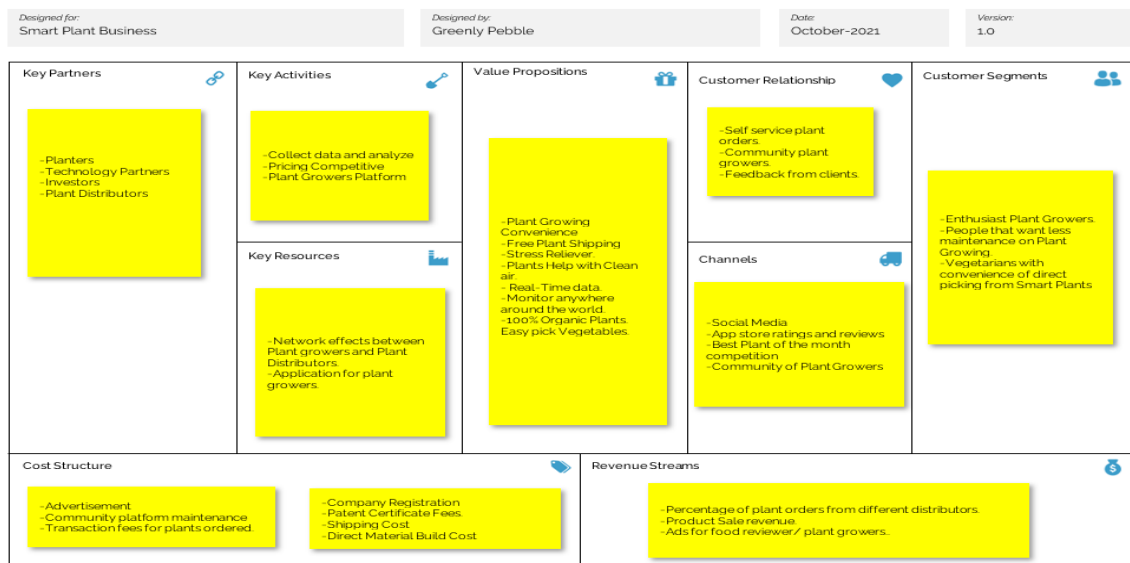 Designed for:
Smart Plant Business
Designed by:
Greenly Pebble
Date:
October-2021
Version:
1.0
Key Partners
-Planters
-Technology Partners
-Investors
-Plant Distributors
Key Activities
-Collect data and analyze
-Pricing Competitive
-Plant Growers Platform
Key Resources
-Network effects between
Plant growers and Plant
Distributors.
-Application for plant
growers.
Value Propositions
-Plant Growing
Convenience
-Free Plant Shipping
-Stress Reliever.
-Plants Help with Clean
air.
- Real-Time data.
-Monitor anywhere
around the world.
-100% Organic Plants.
Easy pick Vegetables.
Customer Relationship
-Self service plant
orders.
-Community plant
growers.
-Feedback from clients.
Channels
-Social Media
-App store ratings and reviews
-Best Plant of the month
competition
-Community of Plant Growers
Customer Segments
-Enthusiast Plant Growers.
-People that want less
maintenance on Plant
Growing.
-Vegetarians with
convenience of direct
picking from Smart Plants
Cost Structure
-Advertisement
-Community platform maintenance
-Transaction fees for plants ordered.
-Company Registration
-Patent Certificate Fees.
-Shipping Cost
-Direct Material Build Cost
Revenue Streams
-Percentage of plant orders from different distributors.
-Product Sale revenue.
-Ads for food reviewer/ plant growers..